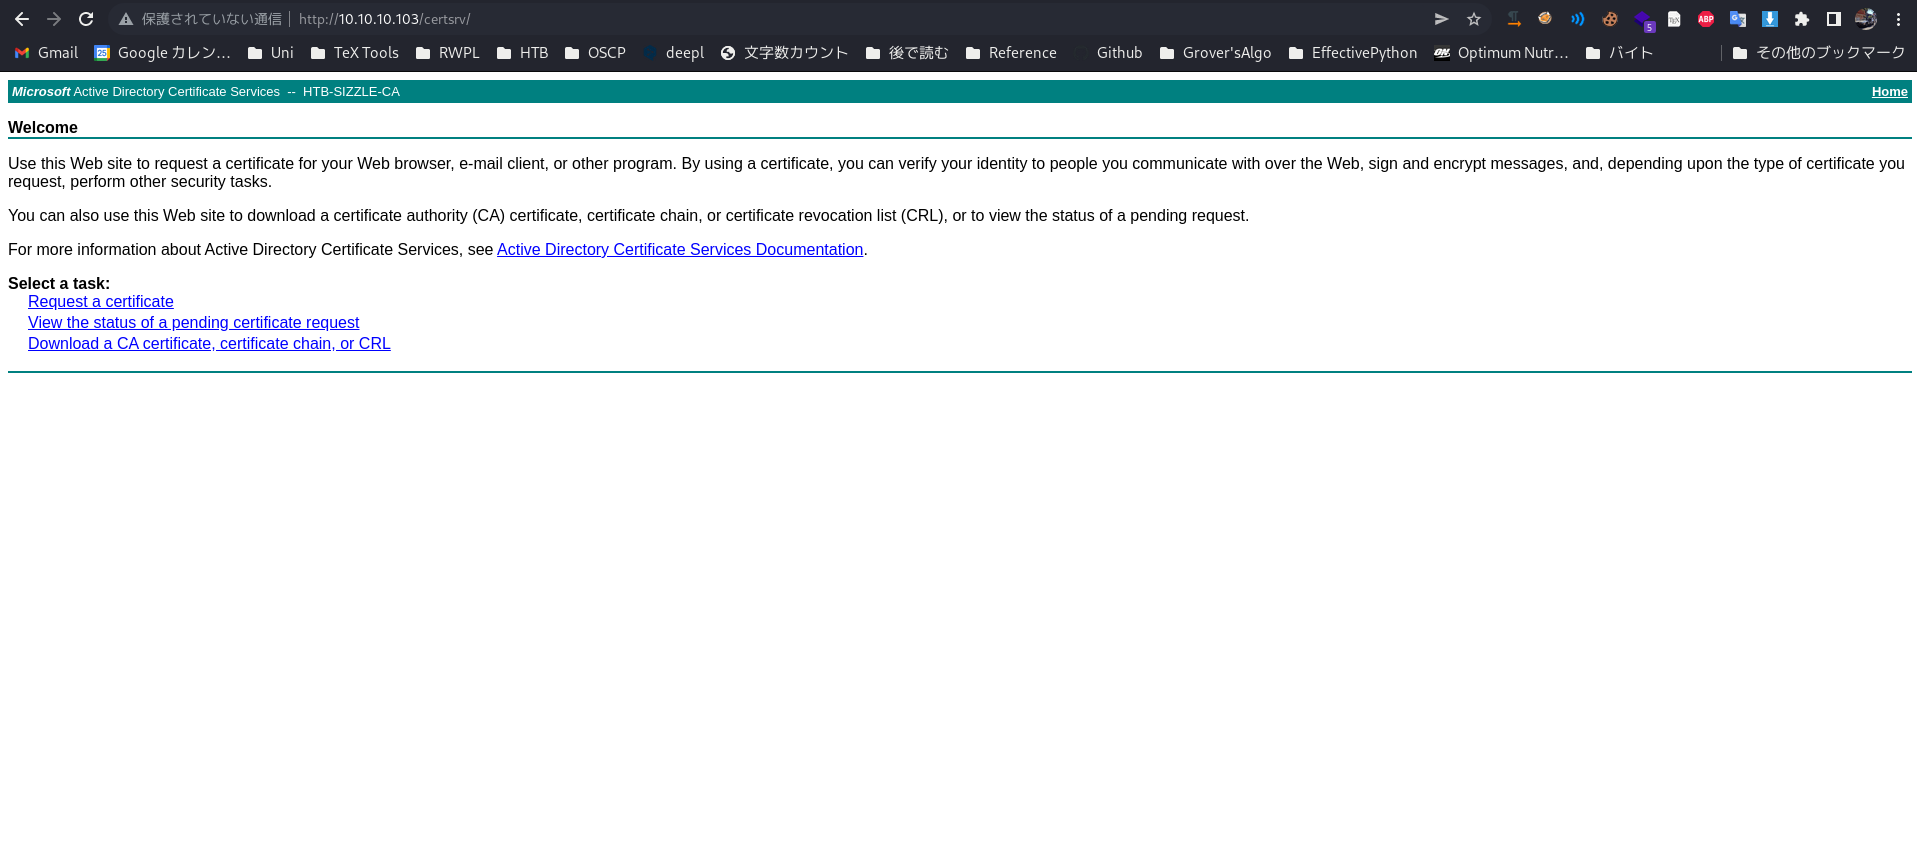 保護されていない通信 | http://10.10.10.103/certsrv/
5 ABP
Gmail 25 Google カレン... Uni TeX Tools RWPL HTB OSCP deepl 文字数カウント 後で読む Reference Github Grover'sAlgo EffectivePython ON Optimum Nutr... バイト その他のブックマーク
Microsoft Active Directory Certificate Services -- HTB-SIZZLE-CA Home
Welcome
Use this Web site to request a certificate for your Web browser, e-mail client, or other program. By using a certificate, you can verify your identity to people you communicate with over the Web, sign and encrypt messages, and, depending upon the type of certificate you
request, perform other security tasks.
You can also use this Web site to download a certificate authority (CA) certificate, certificate chain, or certificate revocation list (CRL), or to view the status of a pending request.
For more information about Active Directory Certificate Services, see Active Directory Certificate Services Documentation.
Select a task:
Request a certificate
View the status of a pending certificate request
Download a CA certificate, certificate chain, or CRL